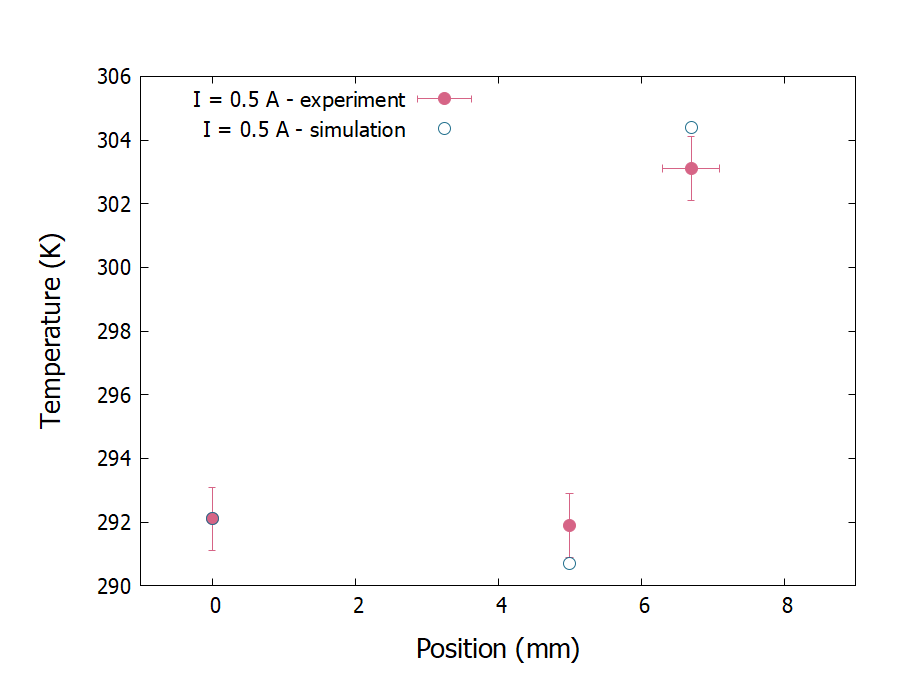 306
304
302
300
298
296
294
292
290
I = 0.5 A - experiment
I = 0.5 A - simulation
Temperature (K)
0 2 4 6 8
Position (mm)